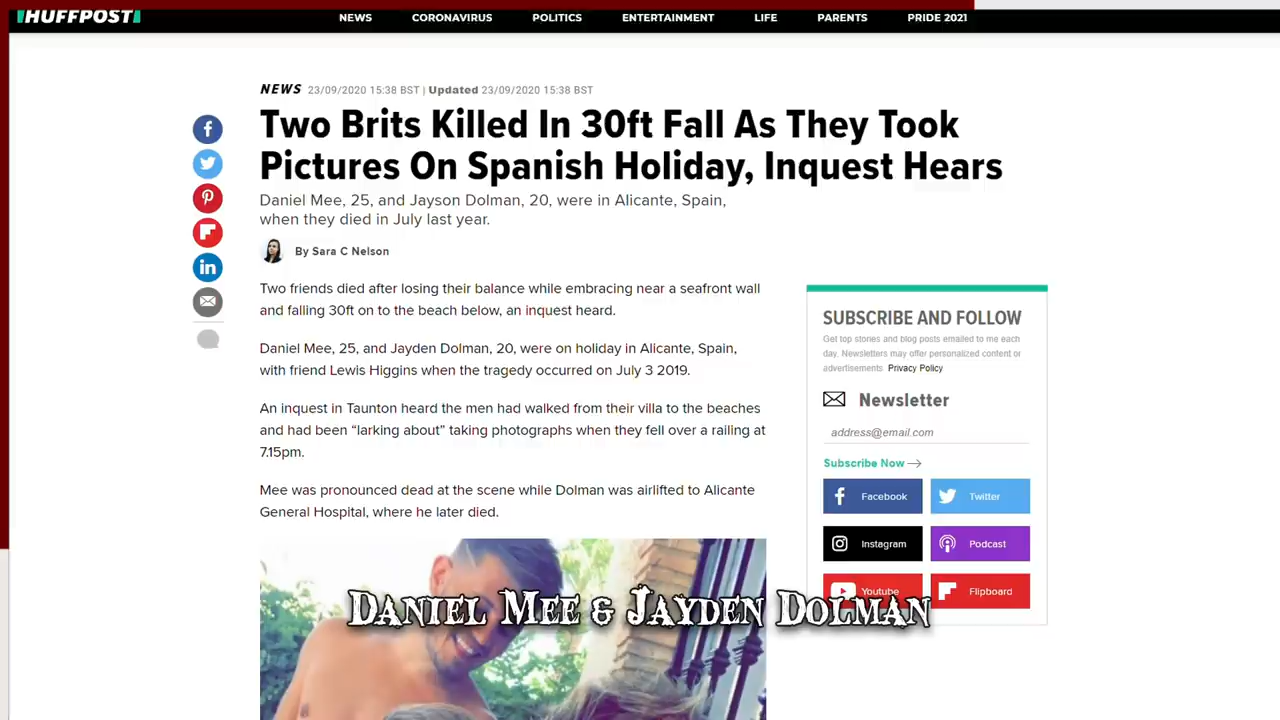 HUFFPOST
NEWS CORONAVIRUS POLITICS ENTERTAINMENT LIFE PARENTS PRIDE 2021
NEWS 23/09/2020 15:38 BST | Updated 23/09/2020 15:38 BST
Two Brits Killed In 30ft Fall As They Took
Pictures On Spanish Holiday, Inquest Hears
Daniel Mee, 25, and Jayson Dolman, 20, were in Alicante, Spain,
when they died in July last year.
By Sara C Nelson
Two friends died after losing their balance while embracing near a seafront wall
and falling 30ft on to the beach below, an inquest heard.
Daniel Mee, 25, and Jayden Dolman, 20, were on holiday in Alicante, Spain,
with friend Lewis Higgins when the tragedy occurred on July 3 2019.
An inquest in Taunton heard the men had walked from their villa to the beaches
and had been “larking about” taking photographs when they fell over a railing at
7.15pm.
Mee was pronounced dead at the scene while Dolman was airlifted to Alicante
General Hospital, where he later died.
SUBSCRIBE AND FOLLOW
Get top stories and blog posts emailed to me each
day. Newsletters may offer personalized content or
advertisements. Privacy Policy
Newsletter
address@email.com
Subscribe Now
Facebook Twitter
Instagram Podcast
Youtube Flipboard
DANIEL MEE & JAYDEN DOLMAN